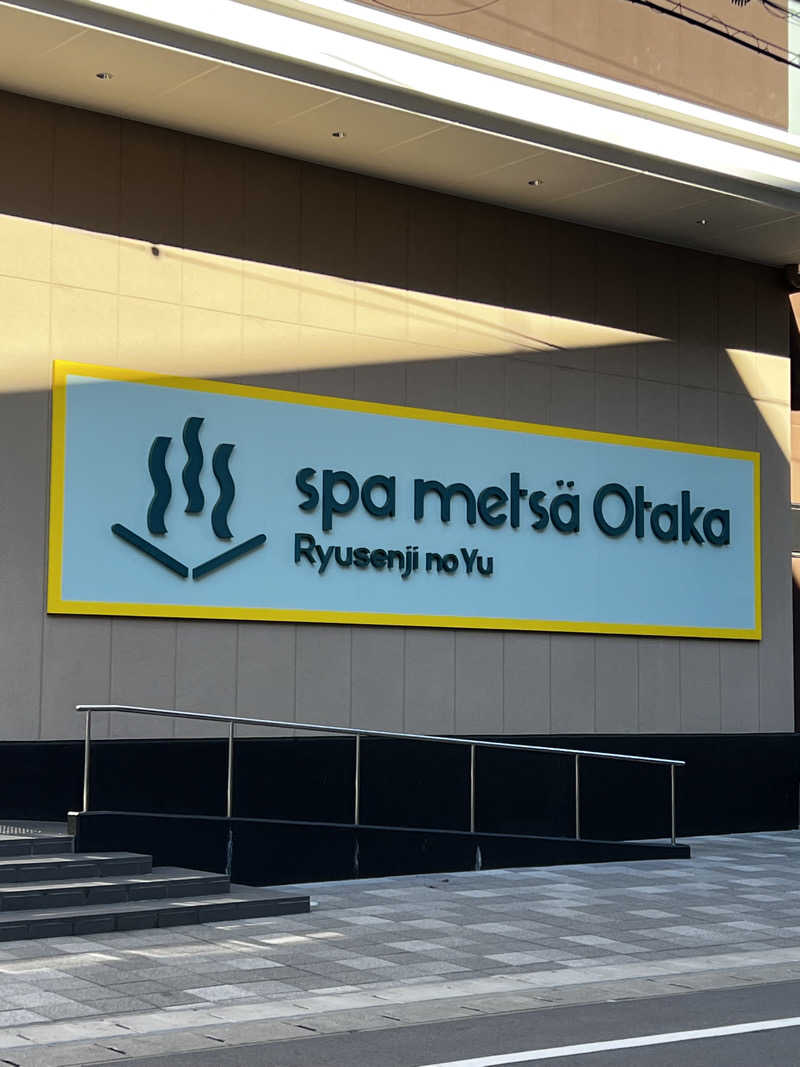 spa metsä Otaka
Ryusenji no Yu